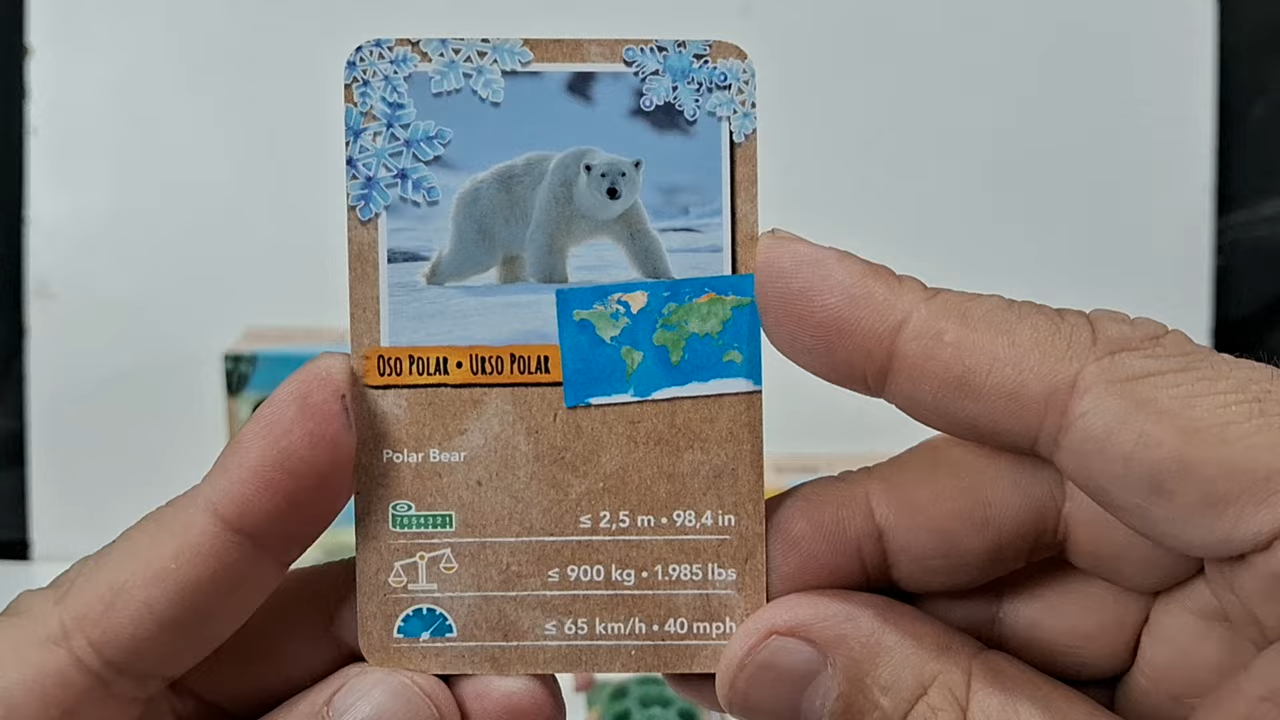 OSO POLAR • URSO POLAR
Polar Bear
7654321
≤ 2,5 m • 98,4 in
≤ 900 kg • 1.985 lbs
≤ 65 km/h • 40 mph